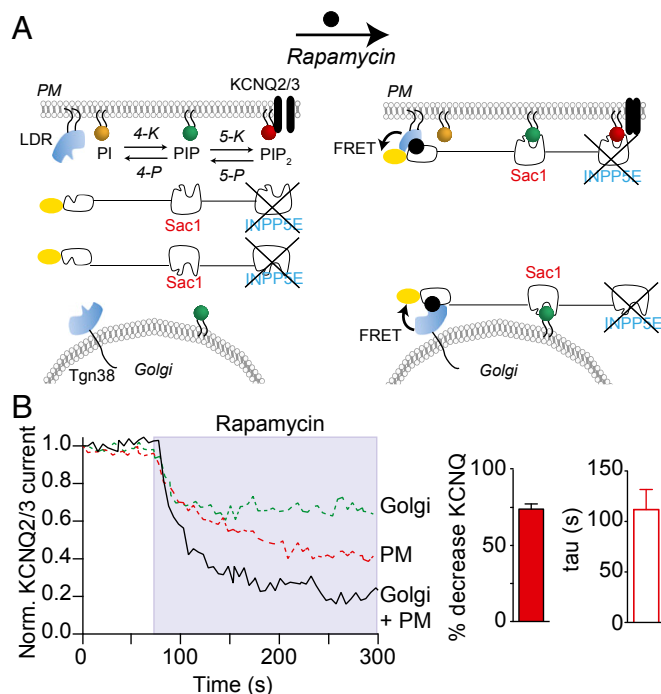 A
Rapamycin
PM
KCNQ2/3
LDR
PI
4-K
4-P
PIP
5-K
5-P
PIP2
Sac1
INPP5E
Sac1
INPP5E
Tgn38
Golgi
PM
FRET
Sac1
INPP5E
Sac1
FRET
INPP5E
Golgi
B
Rapamycin
Norm. KCNQ2/3 current
1.0
0.8
0.6
0.4
0.2
0.0
0
100
200
300
Time (s)
Golgi
PM
Golgi
+ PM
% decrease KCNQ
100
75
50
25
0
tau (s)
150
100
50
0